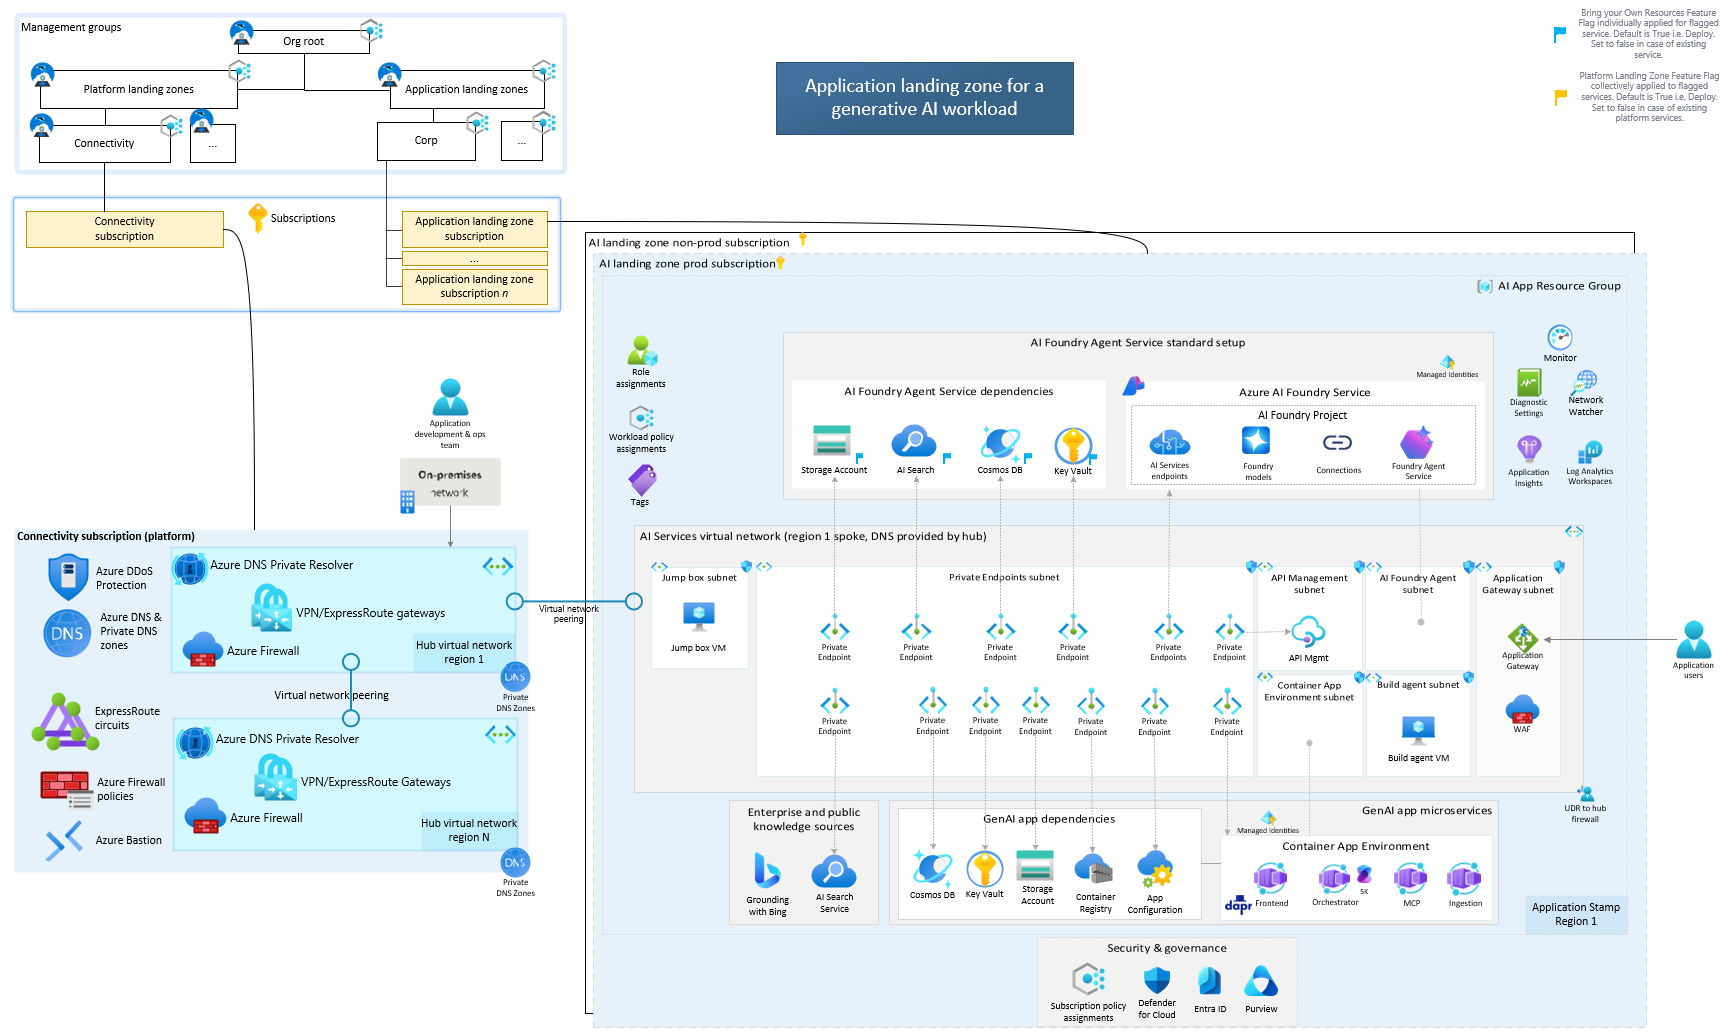 Management groups
Org root
Platform landing zones
Application landing zones
Connectivity
...
Corp
...
Application landing zone for a
generative AI workload
Bring your Own Resources Feature
Flag individually applied for flagged
service. Default is True i.e. Deploy.
Set to false in case of existing
service.
Platform Landing Zone Feature Flag
collectively applied to flagged
services. Default is True i.e. Deploy.
Set to false in case of existing
platform services.
Connectivity
subscription
Subscriptions
Application landing zone
subscription
...
Application landing zone
subscription n
AI landing zone non-prod subscription
AI landing zone prod subscription
AI App Resource Group
Role
assignments
Workload policy
assignments
Tags
AI Foundry Agent Service standard setup
Managed Identities
AI Foundry Agent Service dependencies
Storage Account
AI Search
Cosmos DB
Key Vault
Azure AI Foundry Service
AI Foundry Project
AI Services
endpoints
Foundry
models
Connections
Foundry Agent
Service
Monitor
Diagnostic
Settings
Network
Watcher
Application
Insights
Log Analytics
Workspaces
Application
development & ops
team
On-premises
network
Connectivity subscription (platform)
Azure DDoS
Protection
Azure DNS &
Private DNS
zones
DNS
ExpressRoute
circuits
Azure Firewall
policies
Azure Bastion
Azure DNS Private Resolver
VPN/ExpressRoute gateways
Azure Firewall
Hub virtual network
region 1
DNS
Private
DNS Zones
Virtual network peering
Azure DNS Private Resolver
VPN/ExpressRoute Gateways
Azure Firewall
Hub virtual network
region N
DNS
Private
DNS Zones
Virtual network
peering
AI Services virtual network (region 1 spoke, DNS provided by hub)
Jump box subnet
Jump box VM
Private Endpoints subnet
Private
Endpoint
Private
Endpoint
Private
Endpoint
Private
Endpoint
Private
Endpoints
Private
Endpoint
Private
Endpoint
Private
Endpoint
Private
Endpoint
Private
Endpoint
Private
Endpoint
Private
Endpoint
Private
Endpoint
API Management
subnet
API Mgmt
AI Foundry Agent
subnet
Application
Gateway subnet
Application
Gateway
WAF
Container App
Environment subnet
Build agent subnet
Build agent VM
Application
users
UDR to hub
firewall
Enterprise and public
knowledge sources
Grounding
with Bing
AI Search
Service
GenAI app dependencies
Cosmos DB
Key Vault
Storage
Account
Container
Registry
App
Configuration
GenAI app microservices
Managed Identities
Container App Environment
dapr
Frontend
Orchestrator
SK
MCP
Ingestion
Application Stamp
Region 1
Security & governance
Subscription policy
assignments
Defender
for Cloud
Entra ID
Purview